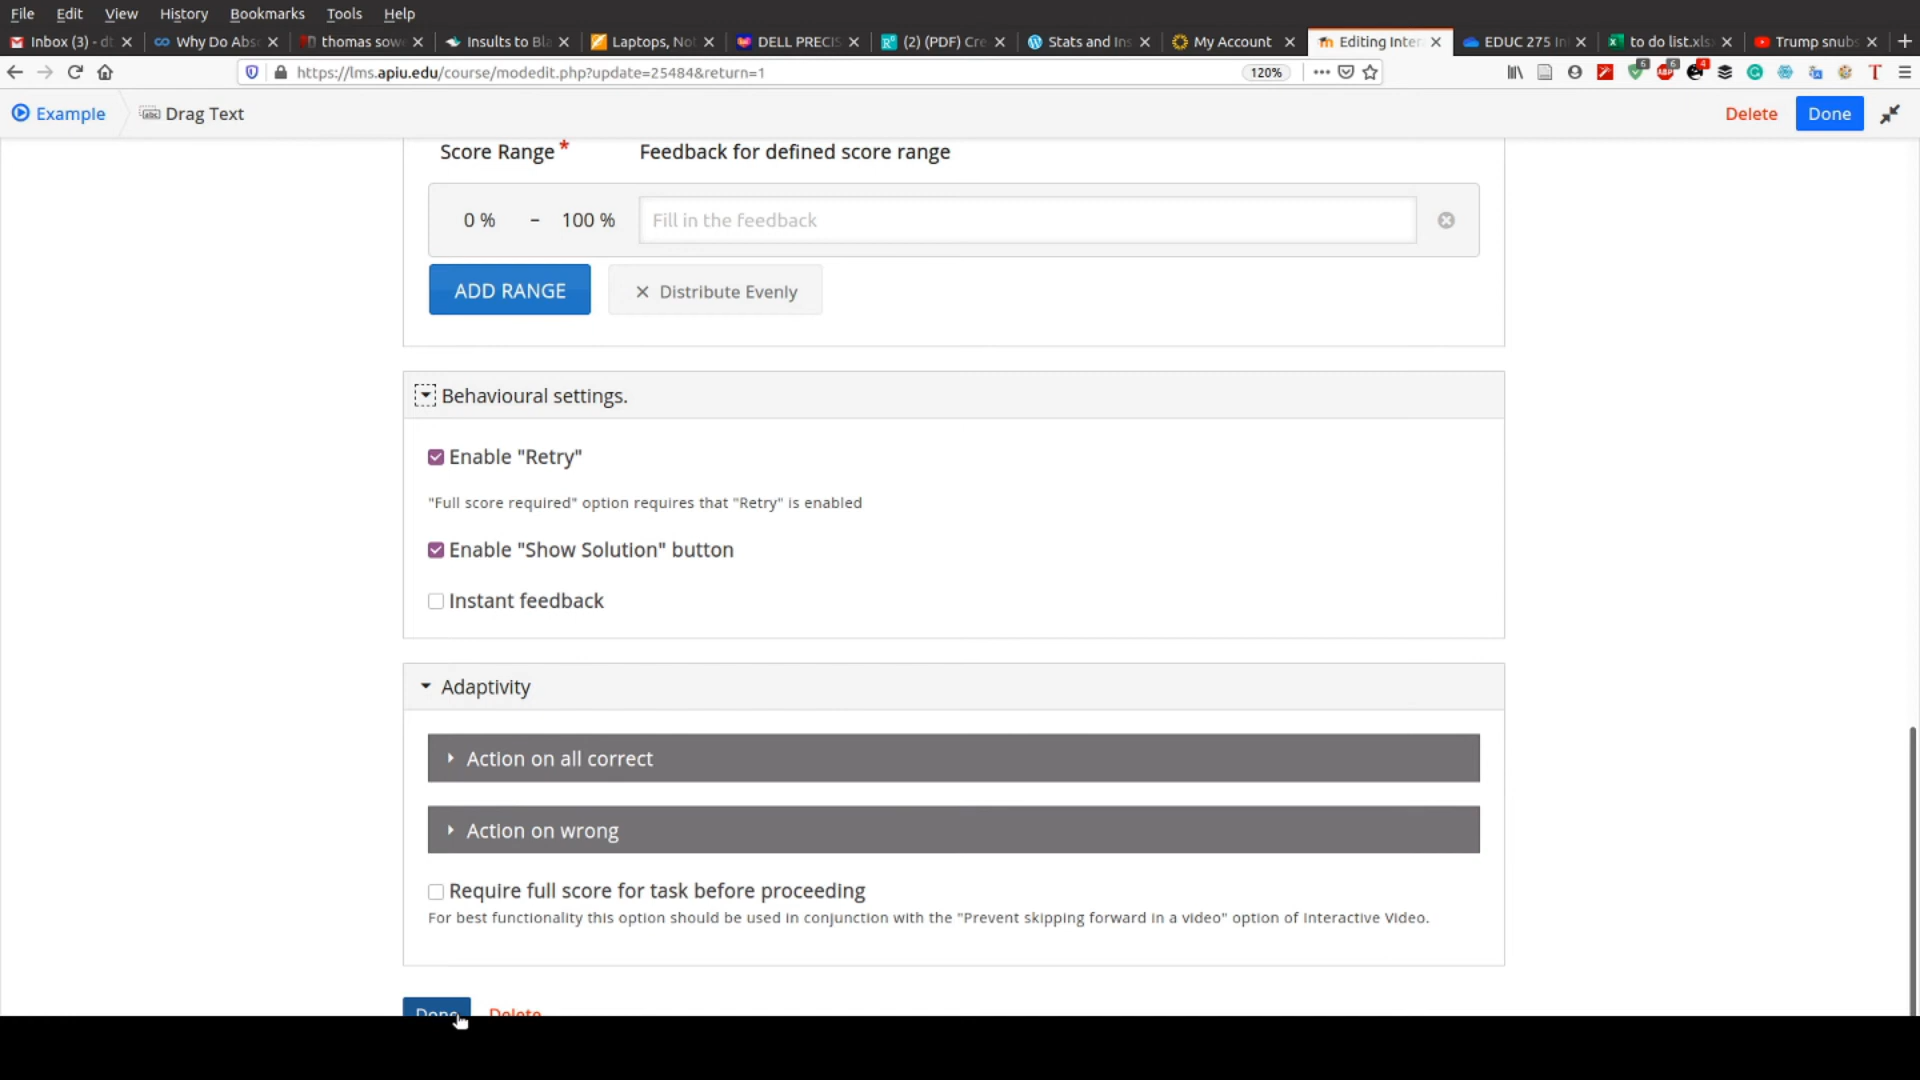 File Edit View History Bookmarks Tools Help
Inbox (3) - dt
Why Do Abs
thomas sow
Insults to Bla
Laptops, No
DELL PRECIS
(2) (PDF) Cre
Stats and Ins
My Account
Editing Inter
EDUC 275 In
to do list.xls
Trump snub
https://lms.apiu.edu/course/modedit.php?update=25484&return=1
120%
Example
Drag Text
Delete
Done
Score Range *
Feedback for defined score range
0 % – 100 %
Fill in the feedback
ADD RANGE
Distribute Evenly
Behavioural settings.
Enable "Retry"
"Full score required" option requires that "Retry" is enabled
Enable "Show Solution" button
Instant feedback
Adaptivity
Action on all correct
Action on wrong
Require full score for task before proceeding
For best functionality this option should be used in conjunction with the "Prevent skipping forward in a video" option of Interactive Video.
Done
Delete